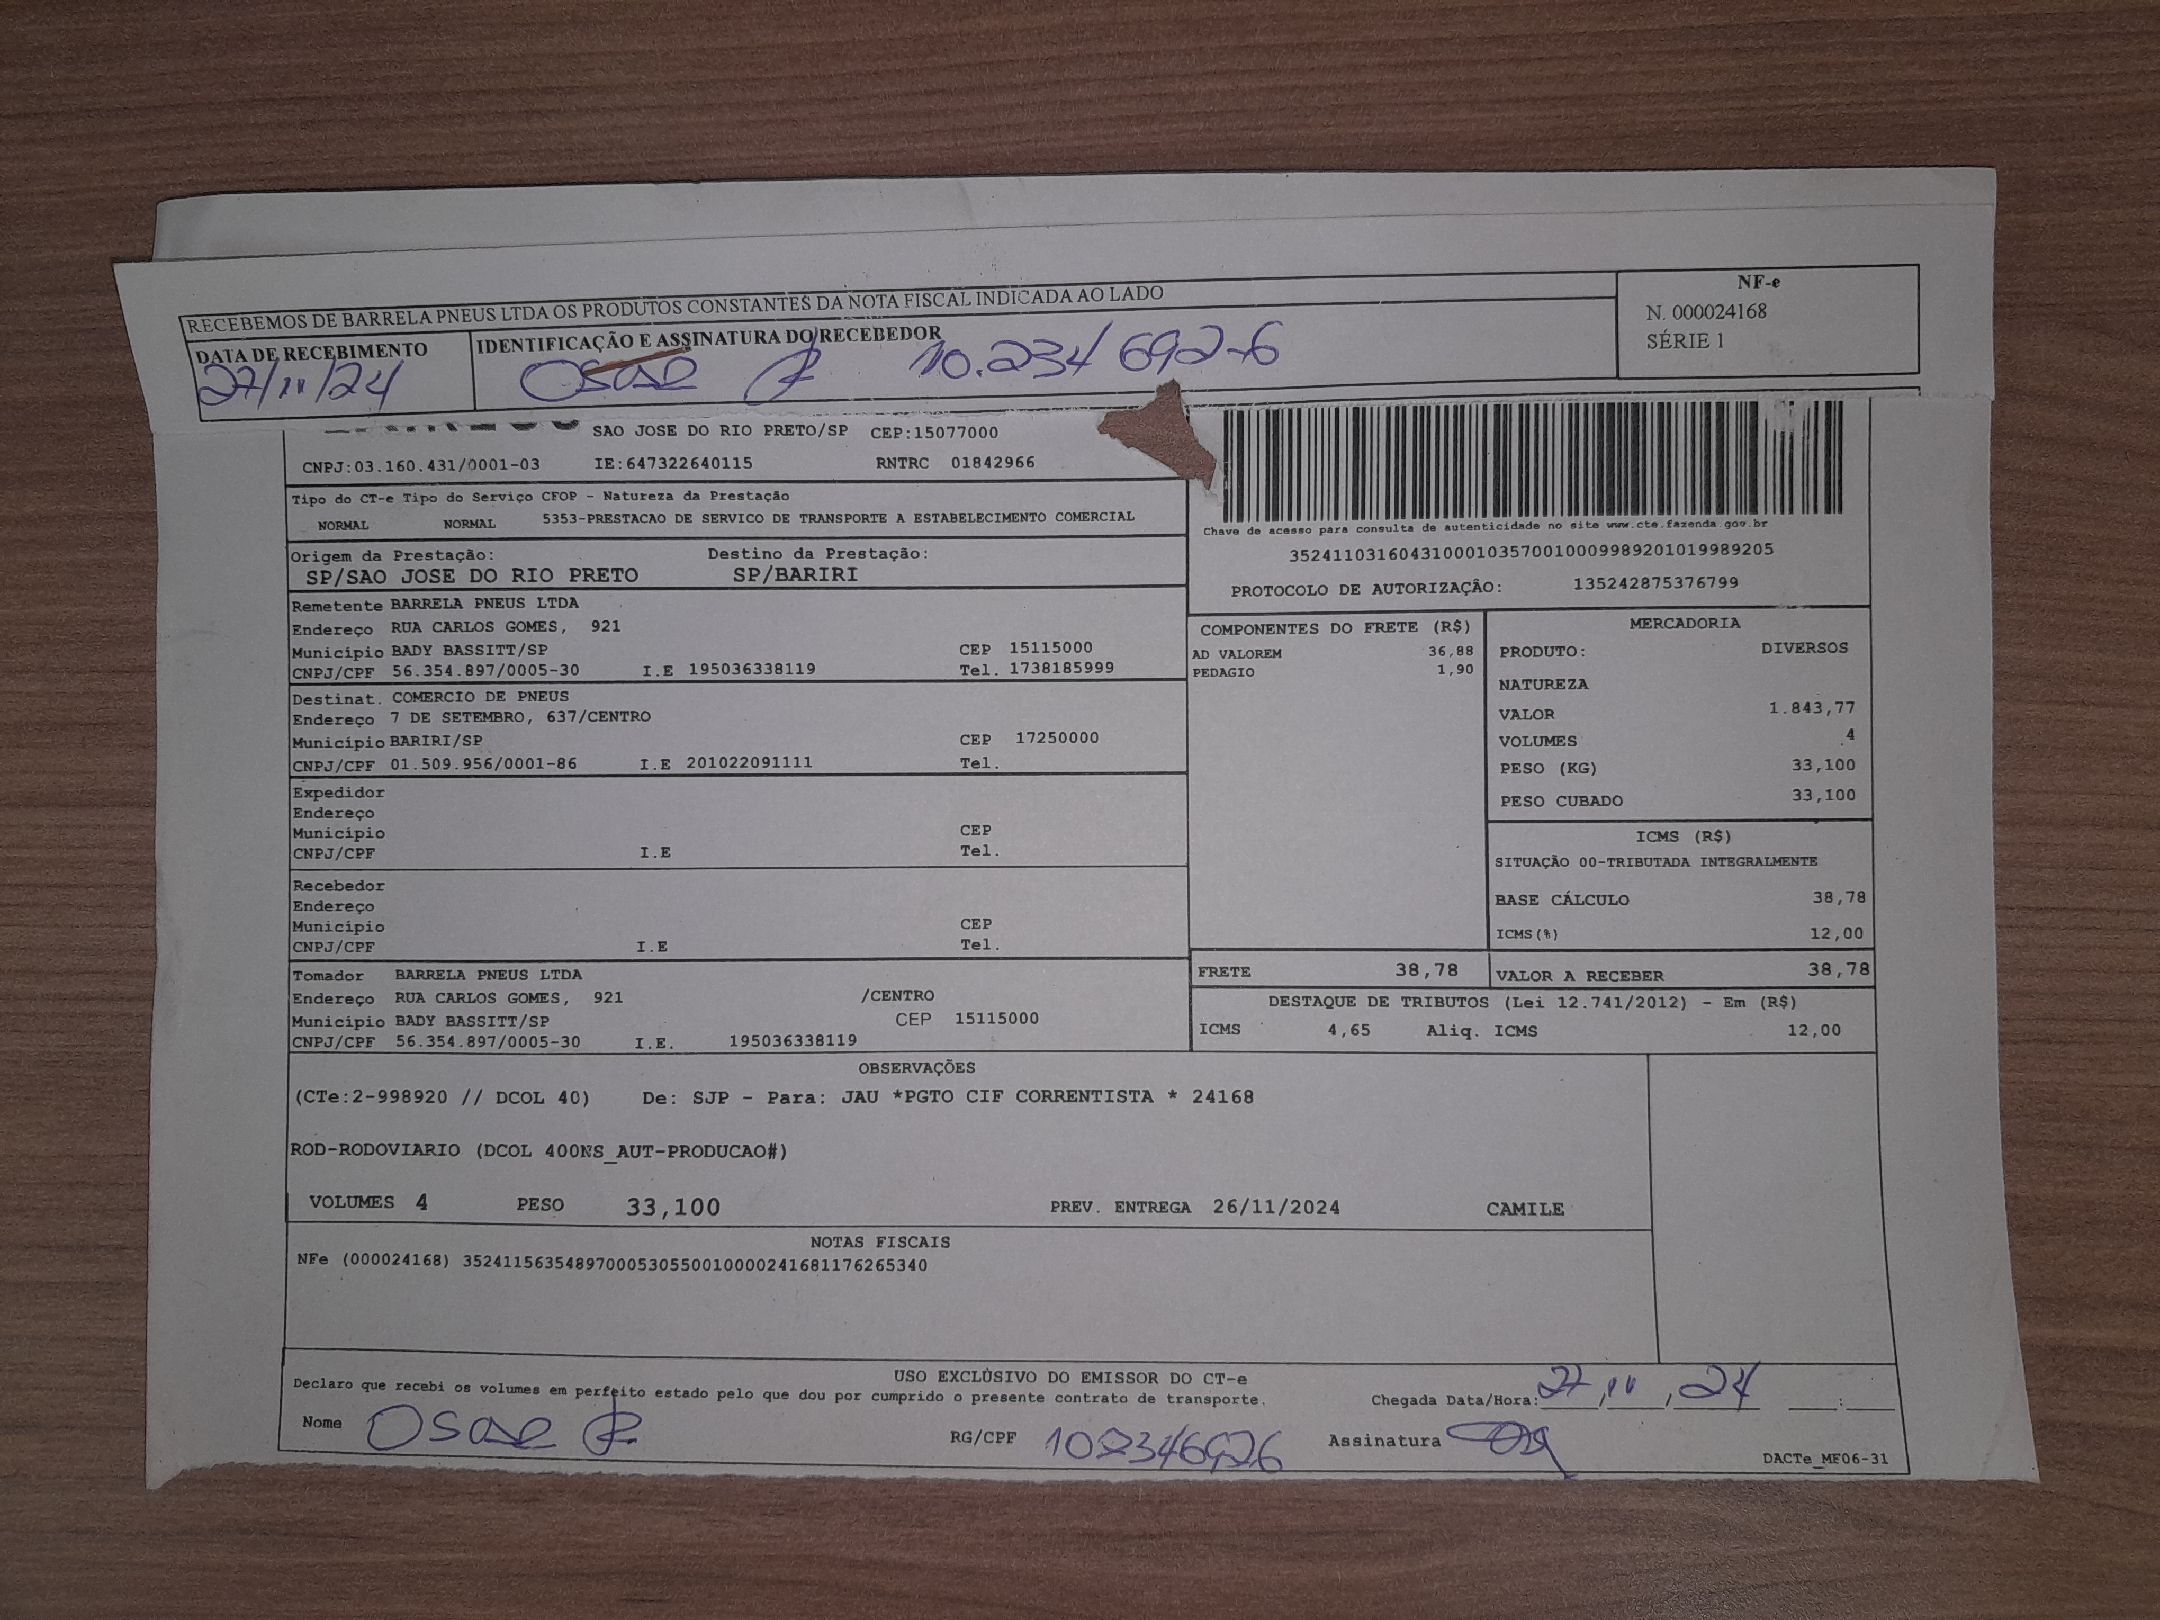 RECEBEMOS DE BARRELA PNEUS LTDA OS PRODUTOS CONSTANTES DA NOTA FISCAL INDICADA AO LADO
NF-e
N. 000024168
SÉRIE 1
DATA DE RECEBIMENTO
IDENTIFICAÇÃO E ASSINATURA DO RECEBEDOR
27/11/24
10.234692-6
SAO JOSE DO RIO PRETO/SP CEP:15077000
CNPJ:03.160.431/0001-03 IE:647322640115 RNTRC 01842966
Tipo do CT-e Tipo do Serviço CFOP - Natureza da Prestação
NORMAL NORMAL 5353-PRESTACAO DE SERVICO DE TRANSPORTE A ESTABELECIMENTO COMERCIAL
Chave de acesso para consulta de autenticidade no site www.cte.fazenda.gov.br
35241103160431000103570010009989201019989205
PROTOCOLO DE AUTORIZAÇÃO: 135242875376799
Origem da Prestação: Destino da Prestação:
SP/SAO JOSE DO RIO PRETO SP/BARIRI
Remetente BARRELA PNEUS LTDA
Endereço RUA CARLOS GOMES, 921
Município BADY BASSITT/SP CEP 15115000
CNPJ/CPF 56.354.897/0005-30 I.E 195036338119 Tel. 1738185999
Destinat. COMERCIO DE PNEUS
Endereço 7 DE SETEMBRO, 637/CENTRO
Município BARIRI/SP CEP 17250000
CNPJ/CPF 01.509.956/0001-86 I.E 201022091111 Tel.
Expedidor
Endereço
Município CEP
CNPJ/CPF I.E Tel.
Recebedor
Endereço
Município CEP
CNPJ/CPF I.E Tel.
Tomador BARRELA PNEUS LTDA
Endereço RUA CARLOS GOMES, 921 /CENTRO
Município BADY BASSITT/SP CEP 15115000
CNPJ/CPF 56.354.897/0005-30 I.E. 195036338119
COMPONENTES DO FRETE (R$)
AD VALOREM 36,88
PEDAGIO 1,90
MERCADORIA
PRODUTO: DIVERSOS
NATUREZA
VALOR 1.843,77
VOLUMES 4
PESO (KG) 33,100
PESO CUBADO 33,100
ICMS (R$)
SITUAÇÃO 00-TRIBUTADA INTEGRALMENTE
BASE CÁLCULO 38,78
ICMS(%) 12,00
FRETE 38,78 VALOR A RECEBER 38,78
DESTAQUE DE TRIBUTOS (Lei 12.741/2012) - Em (R$)
ICMS 4,65 Aliq. ICMS 12,00
OBSERVAÇÕES
(CTe:2-998920 // DCOL 40) De: SJP - Para: JAU *PGTO CIF CORRENTISTA * 24168
ROD-RODOVIARIO (DCOL 400NS_AUT-PRODUCAO#)
VOLUMES 4 PESO 33,100 PREV. ENTREGA 26/11/2024 CAMILE
NOTAS FISCAIS
NFe (000024168) 35241156354897000530550010000241681176265340
USO EXCLUSIVO DO EMISSOR DO CT-e
Declaro que recebi os volumes em perfeito estado pelo que dou por cumprido o presente contrato de transporte.
Chegada Data/Hora: 27, 11, 24 :
Nome RG/CPF 102346926 Assinatura
DACTe_MF06-31